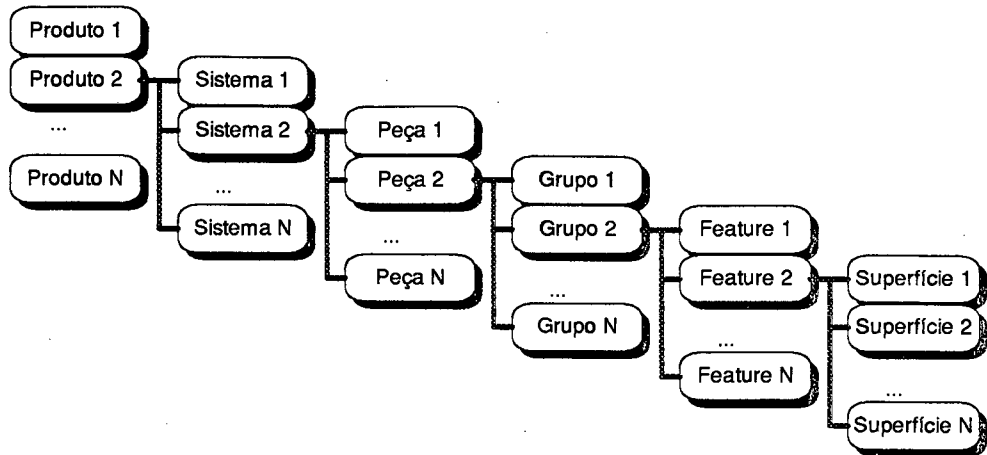 Produto 1
Produto 2
...
Produto N
Sistema 1
Sistema 2
...
Sistema N
Peça 1
Peça 2
...
Peça N
Grupo 1
Grupo 2
...
Grupo N
Feature 1
Feature 2
...
Feature N
Superfície 1
Superfície 2
...
Superfície N